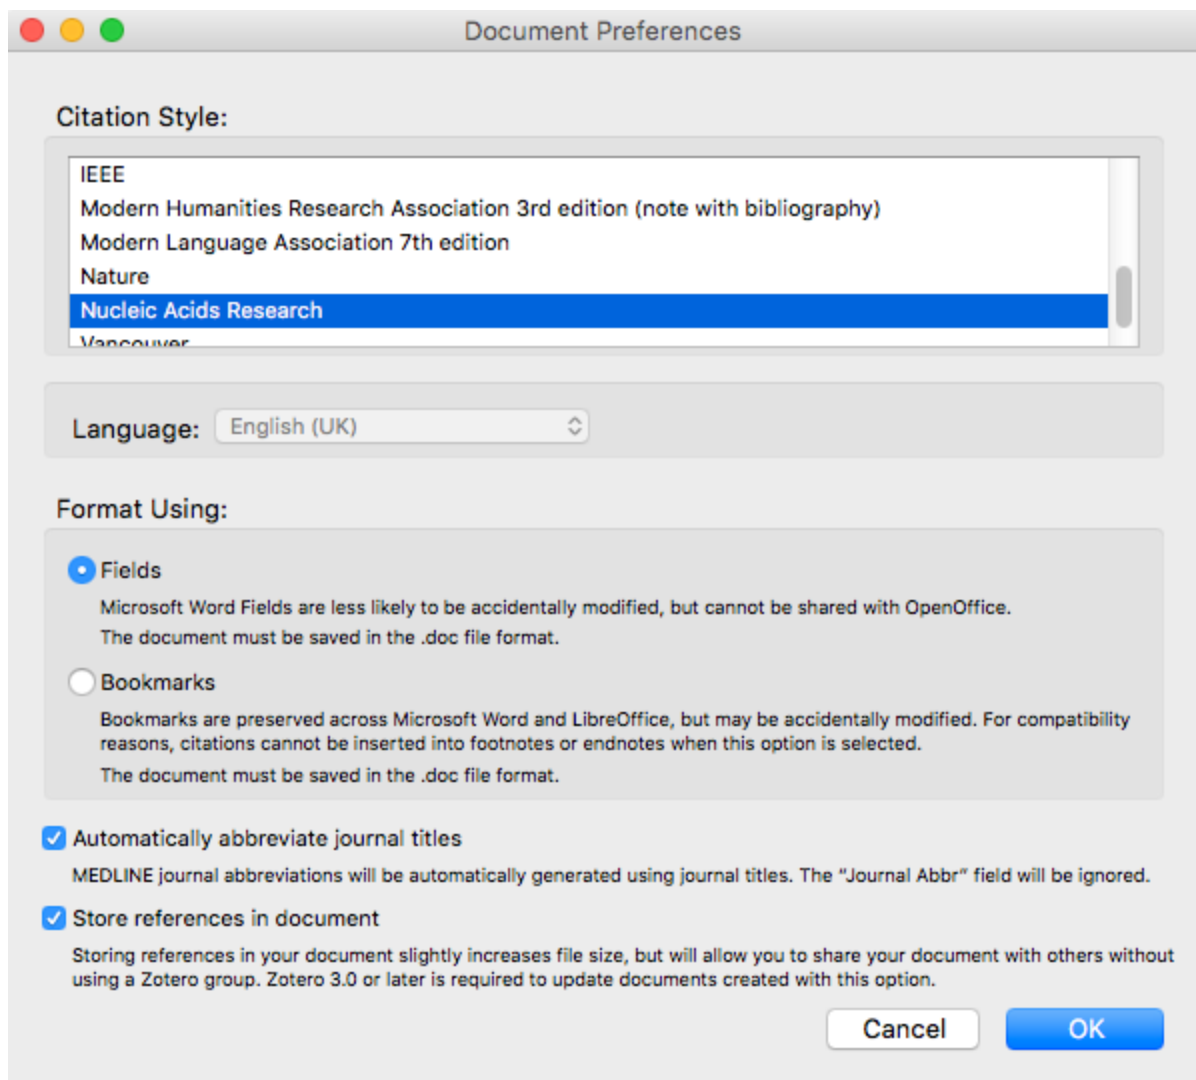 Document Preferences
Citation Style:
IEEE
Modern Humanities Research Association 3rd edition (note with bibliography)
Modern Language Association 7th edition
Nature
Nucleic Acids Research
Vancouver
Language: English (UK)
Format Using:
Fields
Microsoft Word Fields are less likely to be accidentally modified, but cannot be shared with OpenOffice.
The document must be saved in the .doc file format.
Bookmarks
Bookmarks are preserved across Microsoft Word and LibreOffice, but may be accidentally modified. For compatibility
reasons, citations cannot be inserted into footnotes or endnotes when this option is selected.
The document must be saved in the .doc file format.
Automatically abbreviate journal titles
MEDLINE journal abbreviations will be automatically generated using journal titles. The “Journal Abbr” field will be ignored.
Store references in document
Storing references in your document slightly increases file size, but will allow you to share your document with others without
using a Zotero group. Zotero 3.0 or later is required to update documents created with this option.
Cancel OK